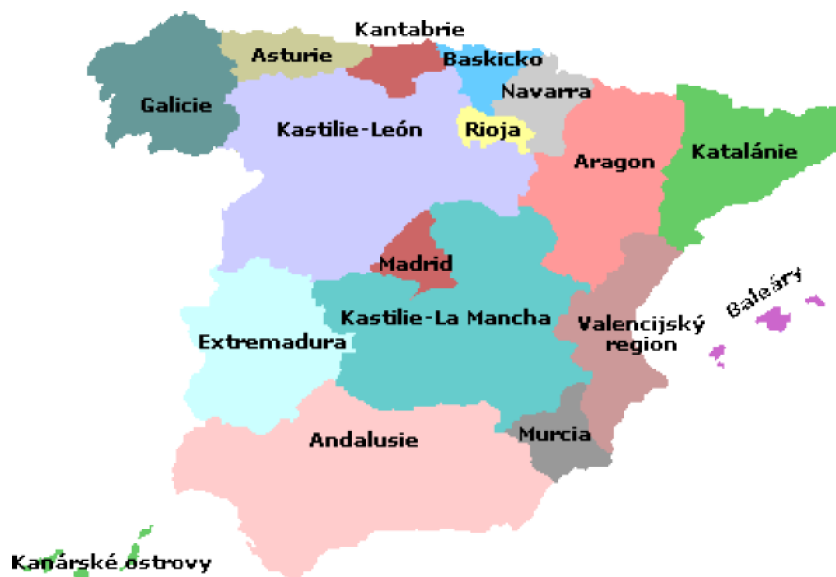 Kantabrie
Asturie
Baskicko
Navarra
Galicie
Kastilie-León
Rioja
Aragon
Katalánie
Madrid
Baleáry
Kastilie-La Mancha
Valencijský
region
Extremadura
Andalusie
Murcia
Kanárské ostrovy